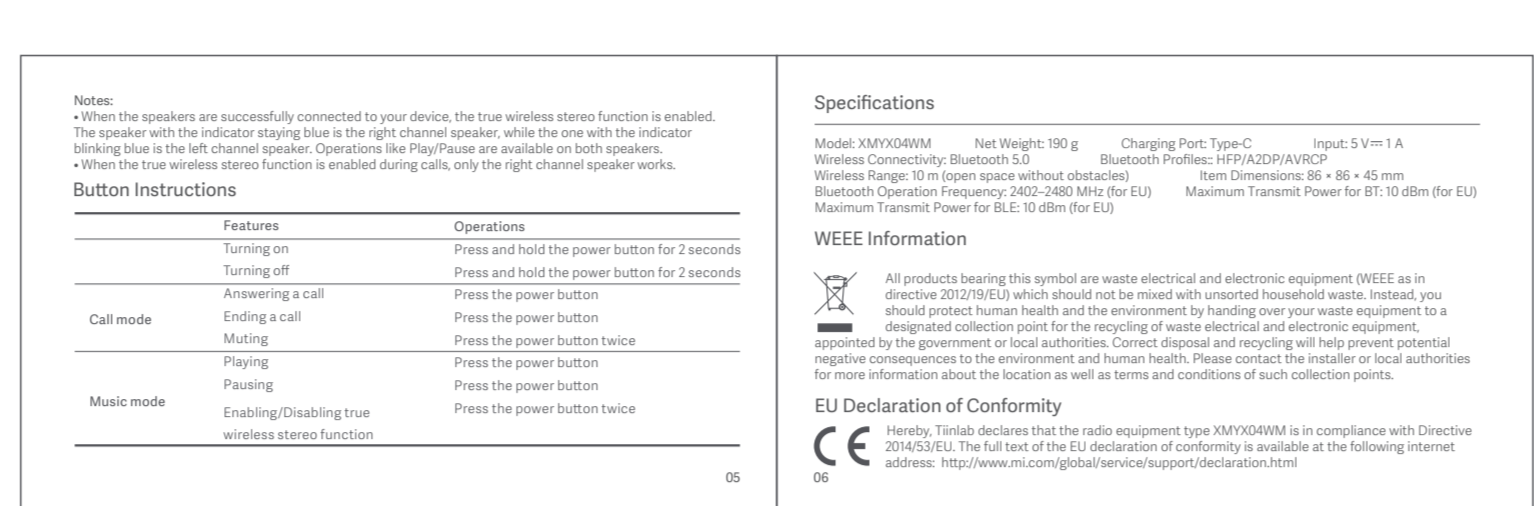 Notes:
• When the speakers are successfully connected to your device, the true wireless stereo function is enabled.
The speaker with the indicator staying blue is the right channel speaker, while the one with the indicator
blinking blue is the left channel speaker. Operations like Play/Pause are available on both speakers.
• When the true wireless stereo function is enabled during calls, only the right channel speaker works.
Button Instructions
Features Operations
Turning on Press and hold the power button for 2 seconds
Turning off Press and hold the power button for 2 seconds
Call mode
Answering a call Press the power button
Ending a call Press the power button
Muting Press the power button twice
Music mode
Playing Press the power button
Pausing Press the power button
Enabling/Disabling true Press the power button twice
wireless stereo function
05
Specifications
Model: XMYX04WM Net Weight: 190 g Charging Port: Type-C Input: 5 V⎓ 1 A
Wireless Connectivity: Bluetooth 5.0 Bluetooth Profiles:: HFP/A2DP/AVRCP
Wireless Range: 10 m (open space without obstacles) Item Dimensions: 86 × 86 × 45 mm
Bluetooth Operation Frequency: 2402–2480 MHz (for EU) Maximum Transmit Power for BT: 10 dBm (for EU)
Maximum Transmit Power for BLE: 10 dBm (for EU)
WEEE Information
All products bearing this symbol are waste electrical and electronic equipment (WEEE as in
directive 2012/19/EU) which should not be mixed with unsorted household waste. Instead, you
should protect human health and the environment by handing over your waste equipment to a
designated collection point for the recycling of waste electrical and electronic equipment,
appointed by the government or local authorities. Correct disposal and recycling will help prevent potential
negative consequences to the environment and human health. Please contact the installer or local authorities
for more information about the location as well as terms and conditions of such collection points.
EU Declaration of Conformity
CE
Hereby, Tiinlab declares that the radio equipment type XMYX04WM is in compliance with Directive
2014/53/EU. The full text of the EU declaration of conformity is available at the following internet
address: http://www.mi.com/global/service/support/declaration.html
06